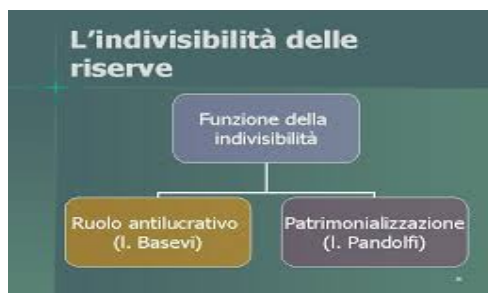 L'indivisibilità delle
riserve
Funzione della
indivisibilità
Ruolo antilucrativo
(l. Basevi)
Patrimonializzazione
(l. Pandolfi)